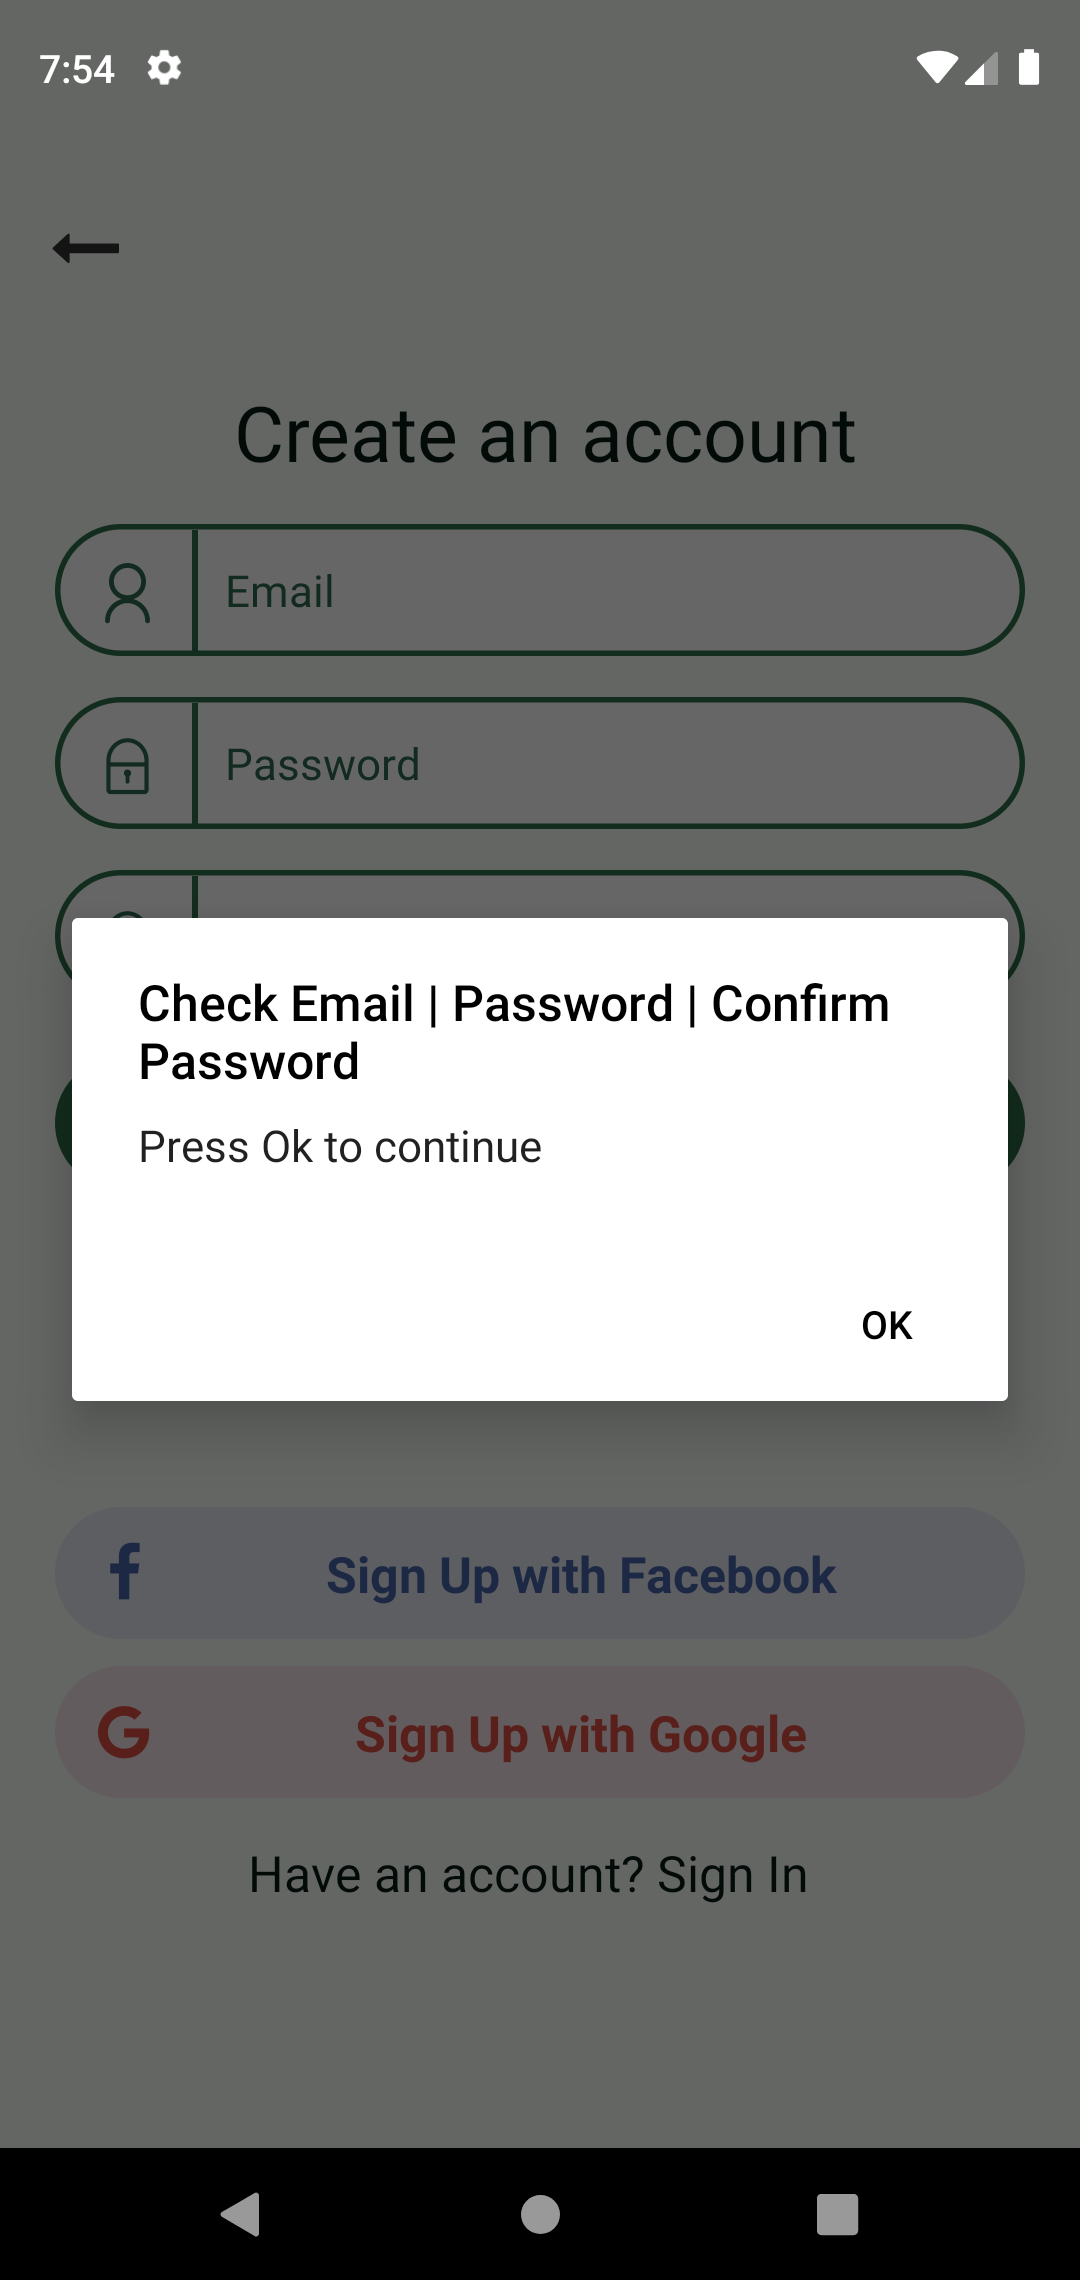 7:54
Create an account
Email
Password
Check Email | Password | Confirm
Password
Press Ok to continue
OK
Sign Up with Facebook
Sign Up with Google
Have an account? Sign In